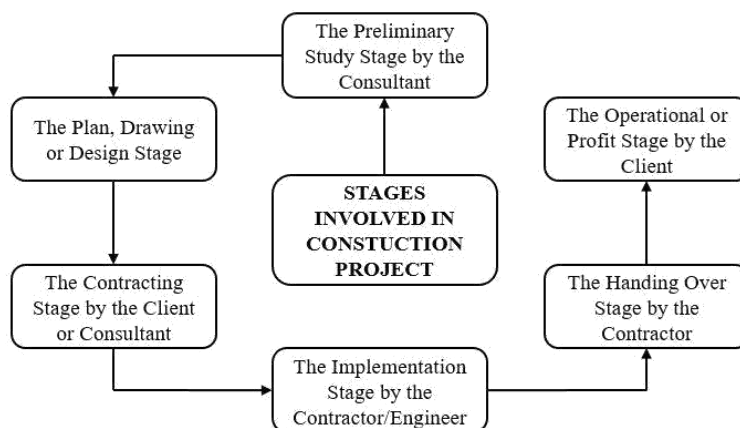 The Preliminary
Study Stage by the
Consultant
The Plan, Drawing
or Design Stage
The Operational or
Profit Stage by the
Client
STAGES
INVOLVED IN
CONSTUCTION
PROJECT
The Contracting
Stage by the Client
or Consultant
The Handing Over
Stage by the
Contractor
The Implementation
Stage by the
Contractor/Engineer